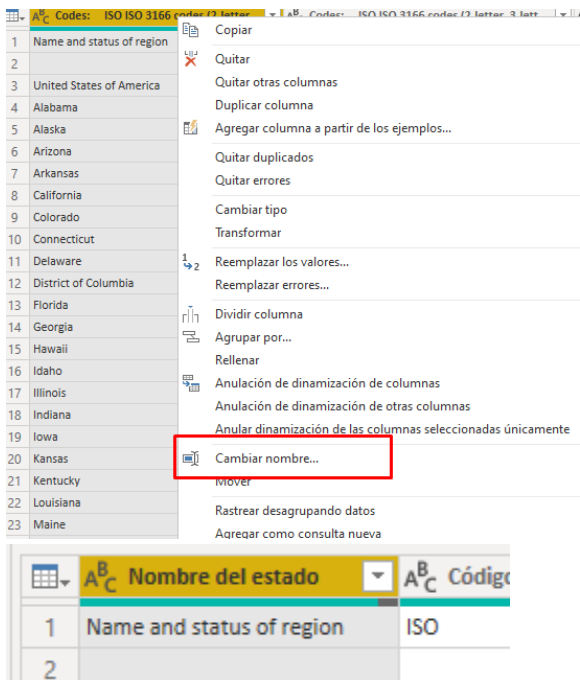 ABC Codes: ISO ISO 3166 codes (2 letter
ABC Codes: ISO ISO 3166 codes (2 letter, 3 lett
1 Name and status of region
2
3 United States of America
4 Alabama
5 Alaska
6 Arizona
7 Arkansas
8 California
9 Colorado
10 Connecticut
11 Delaware
12 District of Columbia
13 Florida
14 Georgia
15 Hawaii
16 Idaho
17 Illinois
18 Indiana
19 Iowa
20 Kansas
21 Kentucky
22 Louisiana
23 Maine
Copiar
Quitar
Quitar otras columnas
Duplicar columna
Agregar columna a partir de los ejemplos...
Quitar duplicados
Quitar errores
Cambiar tipo
Transformar
1 2 Reemplazar los valores...
Reemplazar errores...
Dividir columna
Agrupar por...
Rellenar
Anulación de dinamización de columnas
Anulación de dinamización de otras columnas
Anular dinamización de las columnas seleccionadas únicamente
Cambiar nombre...
Mover
Rastrear desagrupando datos
Agregar como consulta nueva
ABC Nombre del estado ABC Códig
1 Name and status of region ISO
2